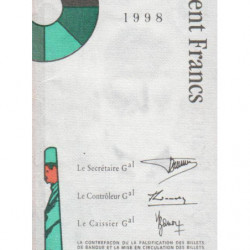 1998
ent Francs
Le Secrétaire Gal
Le Contrôleur Gal
Le Caissier Gal
LA CONTREFAÇON OU LA FALSIFICATION DES BILLETS
DE BANQUE ET LA MISE EN CIRCULATION DES BILLETS